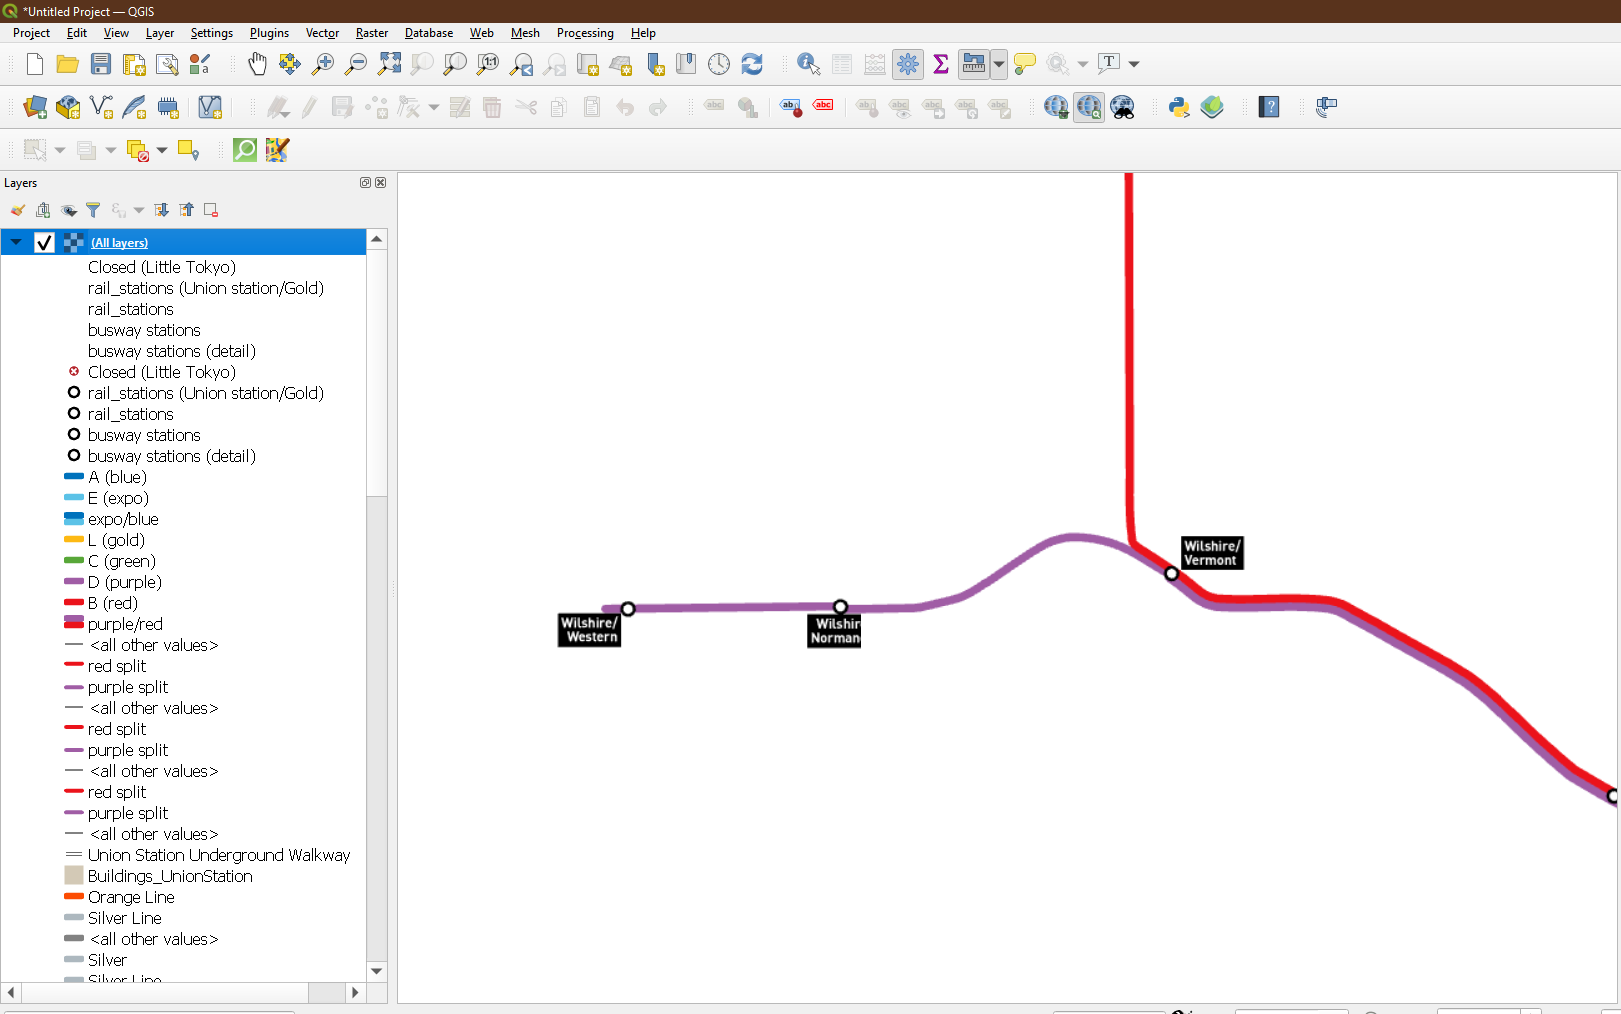 *Untitled Project — QGIS
Project Edit View Layer Settings Plugins Vector Raster Database Web Mesh Processing Help
Layers
(All layers)
Closed (Little Tokyo)
rail_stations (Union station/Gold)
rail_stations
busway stations
busway stations (detail)
Closed (Little Tokyo)
rail_stations (Union station/Gold)
rail_stations
busway stations
busway stations (detail)
A (blue)
E (expo)
expo/blue
L (gold)
C (green)
D (purple)
B (red)
purple/red
<all other values>
red split
purple split
<all other values>
red split
purple split
<all other values>
red split
purple split
<all other values>
Union Station Underground Walkway
Buildings_UnionStation
Orange Line
Silver Line
<all other values>
Silver
Silver Line
Wilshire/
Vermont
Wilshire/
Western
Wilshir
Norman